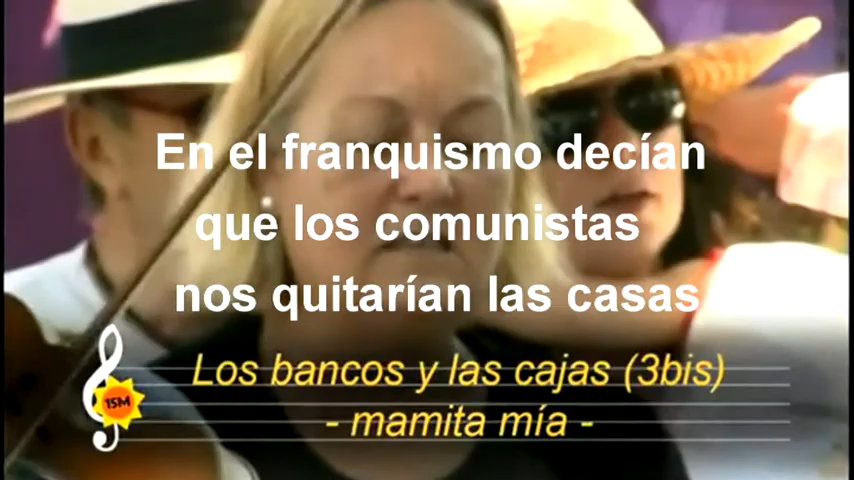 En el franquismo decían
que los comunistas
nos quitarían las casas
Los bancos y las cajas (3bis)
- mamita mía -
15M